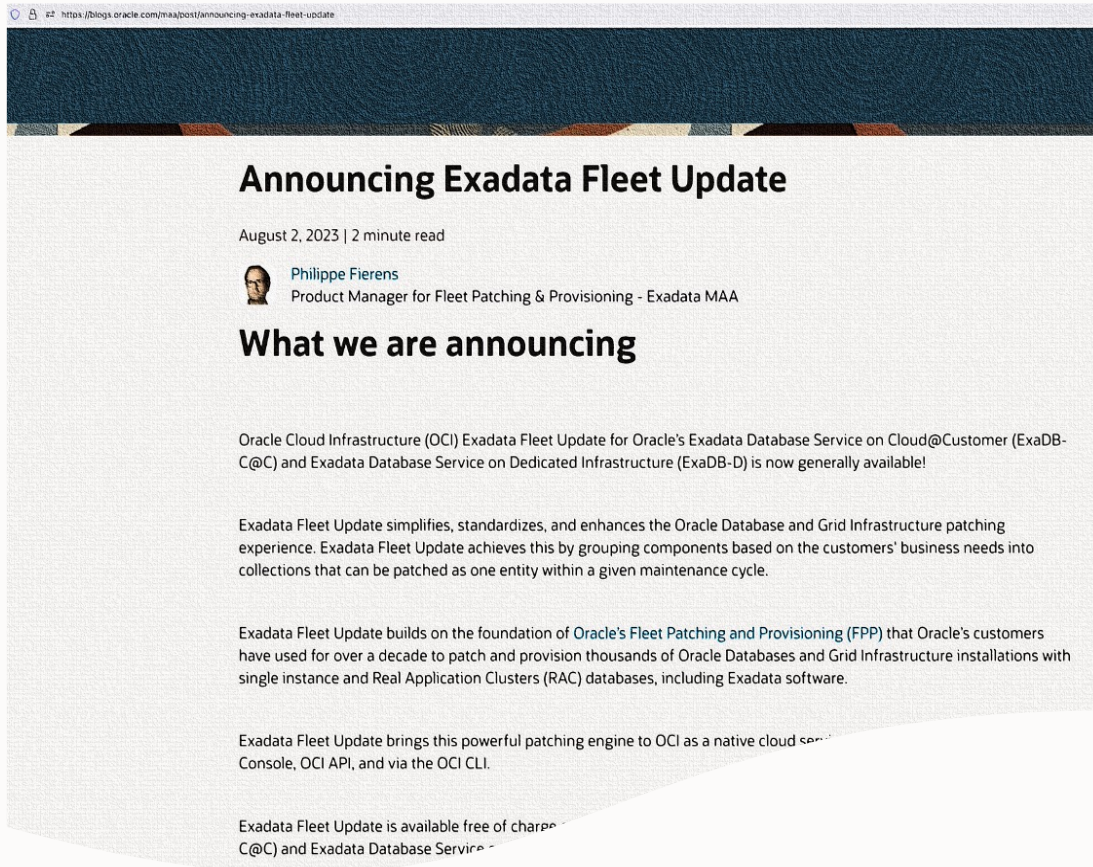 https://blogs.oracle.com/maa/post/announcing-exadata-fleet-update
Announcing Exadata Fleet Update
August 2, 2023 | 2 minute read
Philippe Fierens
Product Manager for Fleet Patching & Provisioning - Exadata MAA
What we are announcing
Oracle Cloud Infrastructure (OCI) Exadata Fleet Update for Oracle's Exadata Database Service on Cloud@Customer (ExaDB-
C@C) and Exadata Database Service on Dedicated Infrastructure (ExaDB-D) is now generally available!
Exadata Fleet Update simplifies, standardizes, and enhances the Oracle Database and Grid Infrastructure patching
experience. Exadata Fleet Update achieves this by grouping components based on the customers' business needs into
collections that can be patched as one entity within a given maintenance cycle.
Exadata Fleet Update builds on the foundation of Oracle's Fleet Patching and Provisioning (FPP) that Oracle's customers
have used for over a decade to patch and provision thousands of Oracle Databases and Grid Infrastructure installations with
single instance and Real Application Clusters (RAC) databases, including Exadata software.
Exadata Fleet Update brings this powerful patching engine to OCI as a native cloud
Console, OCI API, and via the OCI CLI.
Exadata Fleet Update is available free of charge
C@C) and Exadata Database Service